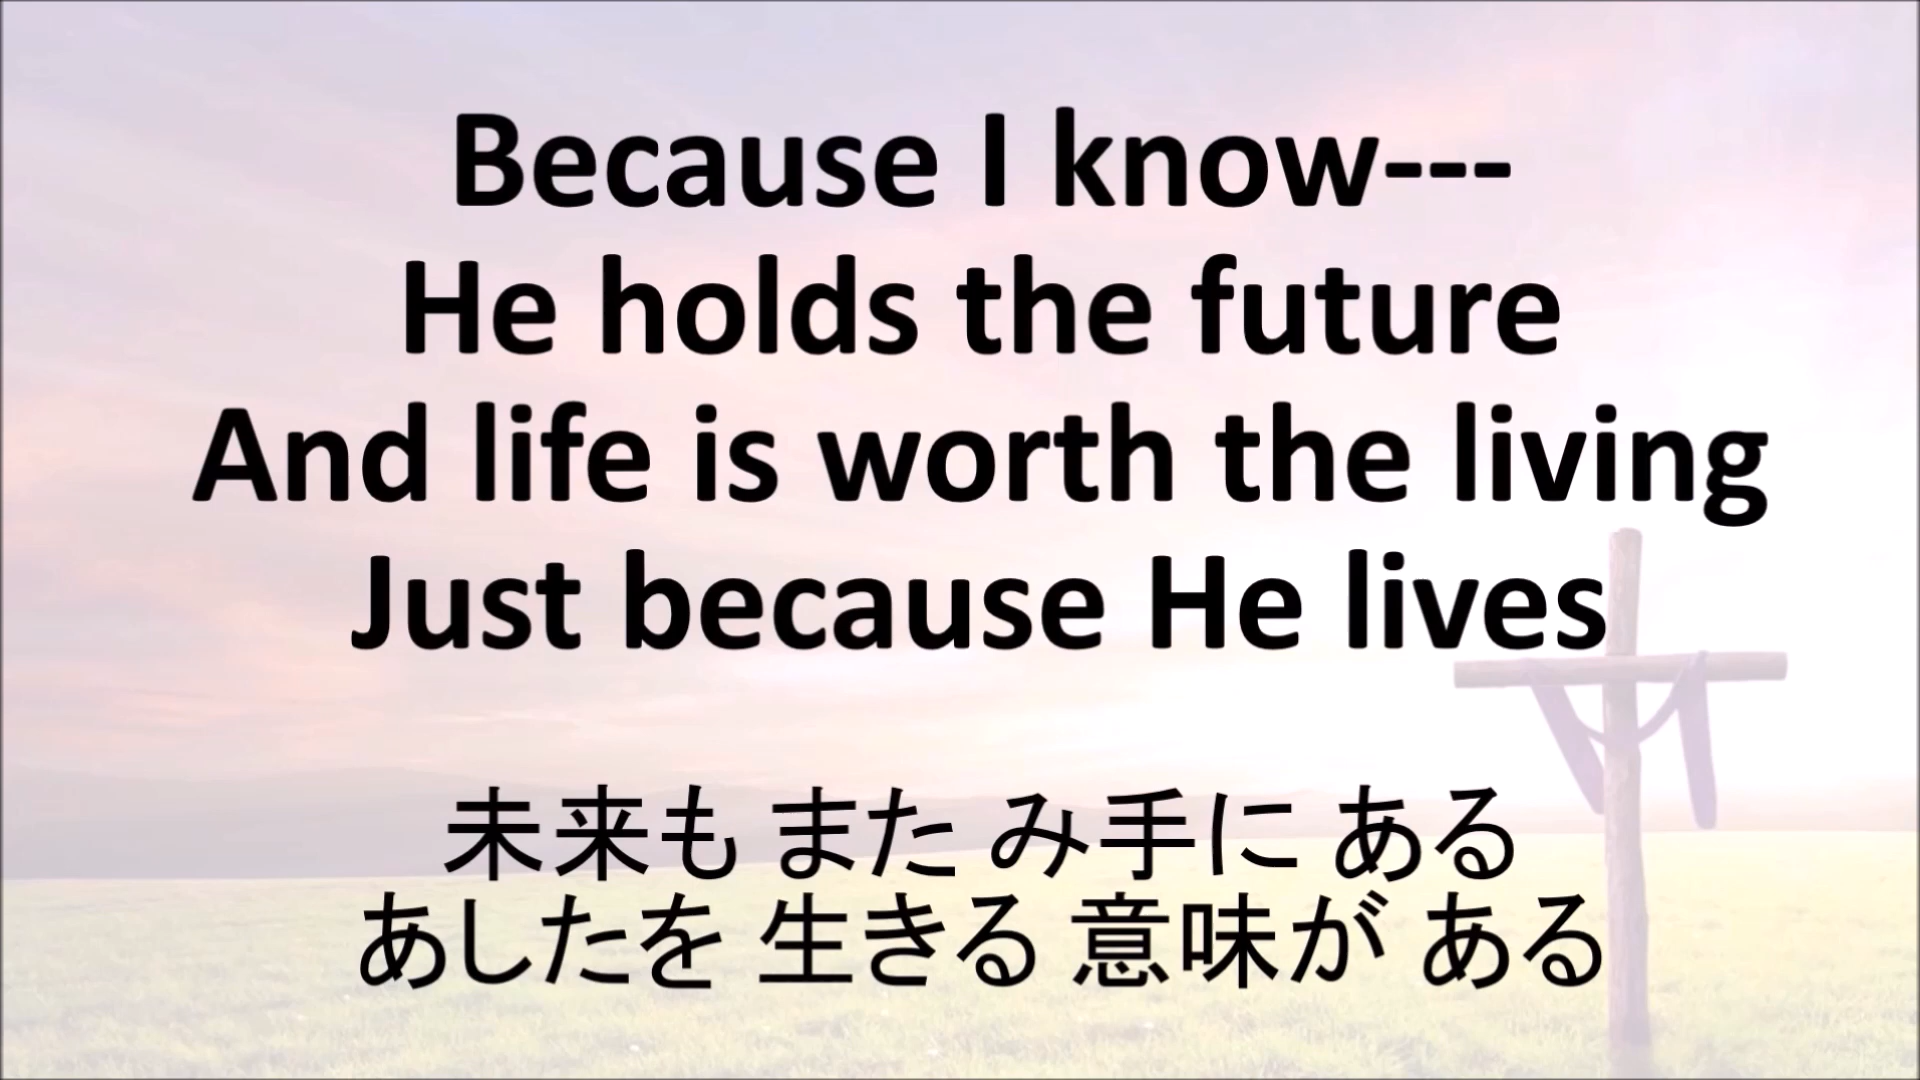 Because I know---
He holds the future
And life is worth the living
Just because He lives
未来も また み手に ある
あしたを 生きる 意味が ある